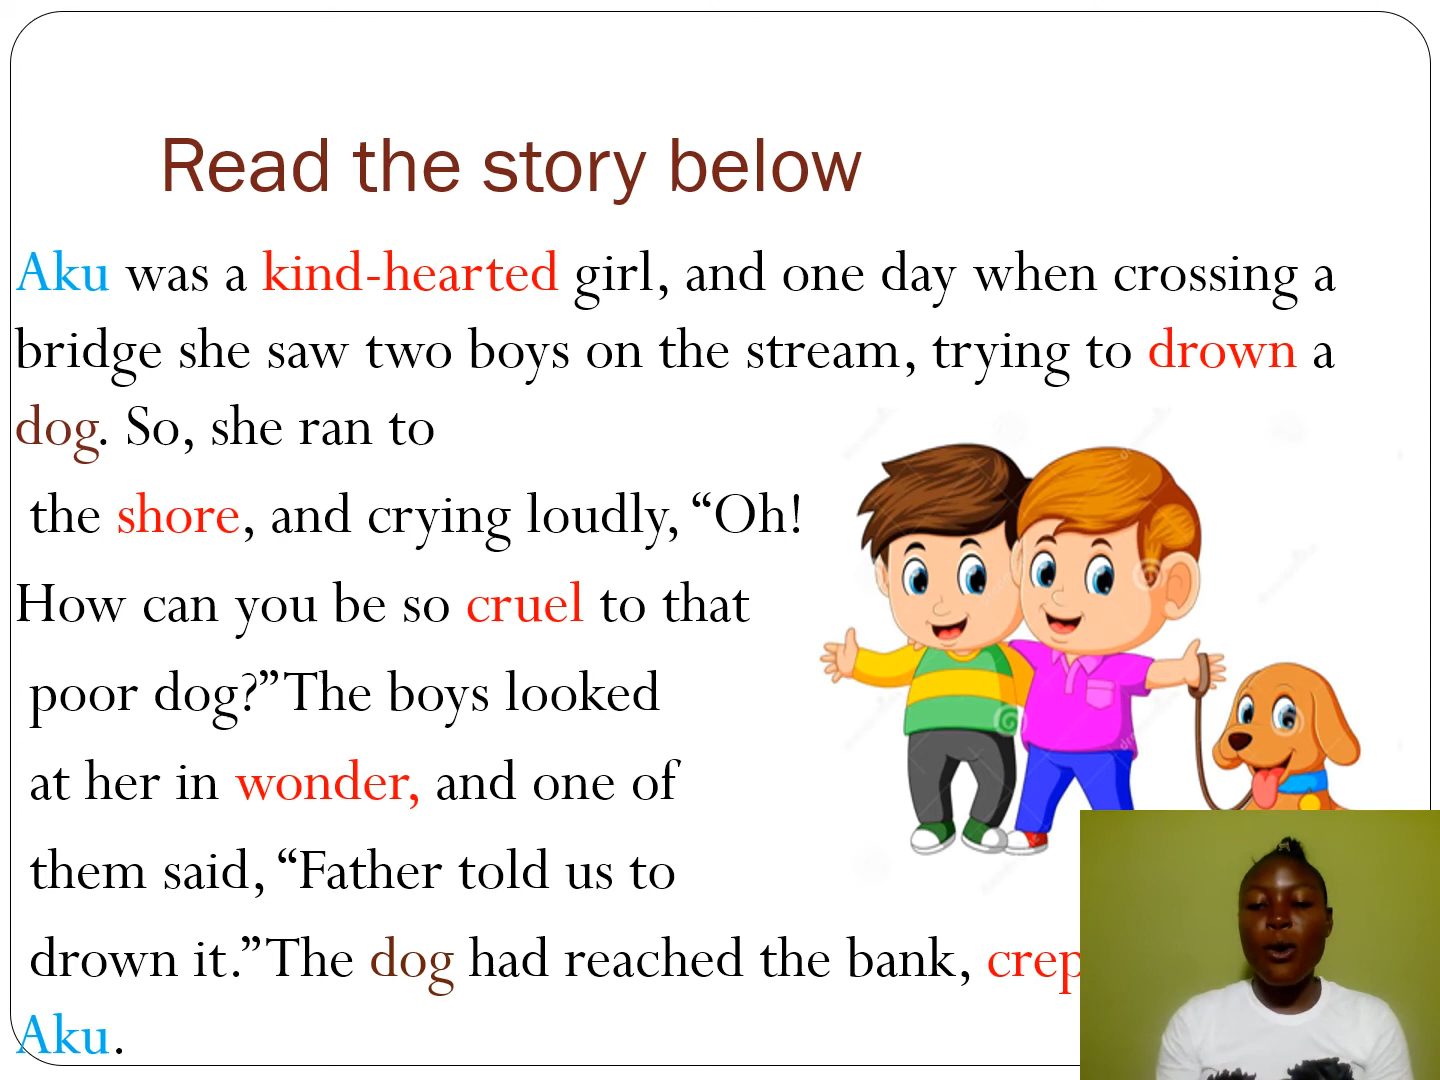 Read the story below
Aku was a kind-hearted girl, and one day when crossing a
bridge she saw two boys on the stream, trying to drown a
dog. So, she ran to
the shore, and crying loudly, “Oh!
How can you be so cruel to that
poor dog?” The boys looked
at her in wonder, and one of
them said, “Father told us to
drown it.” The dog had reached the bank,
Aku.